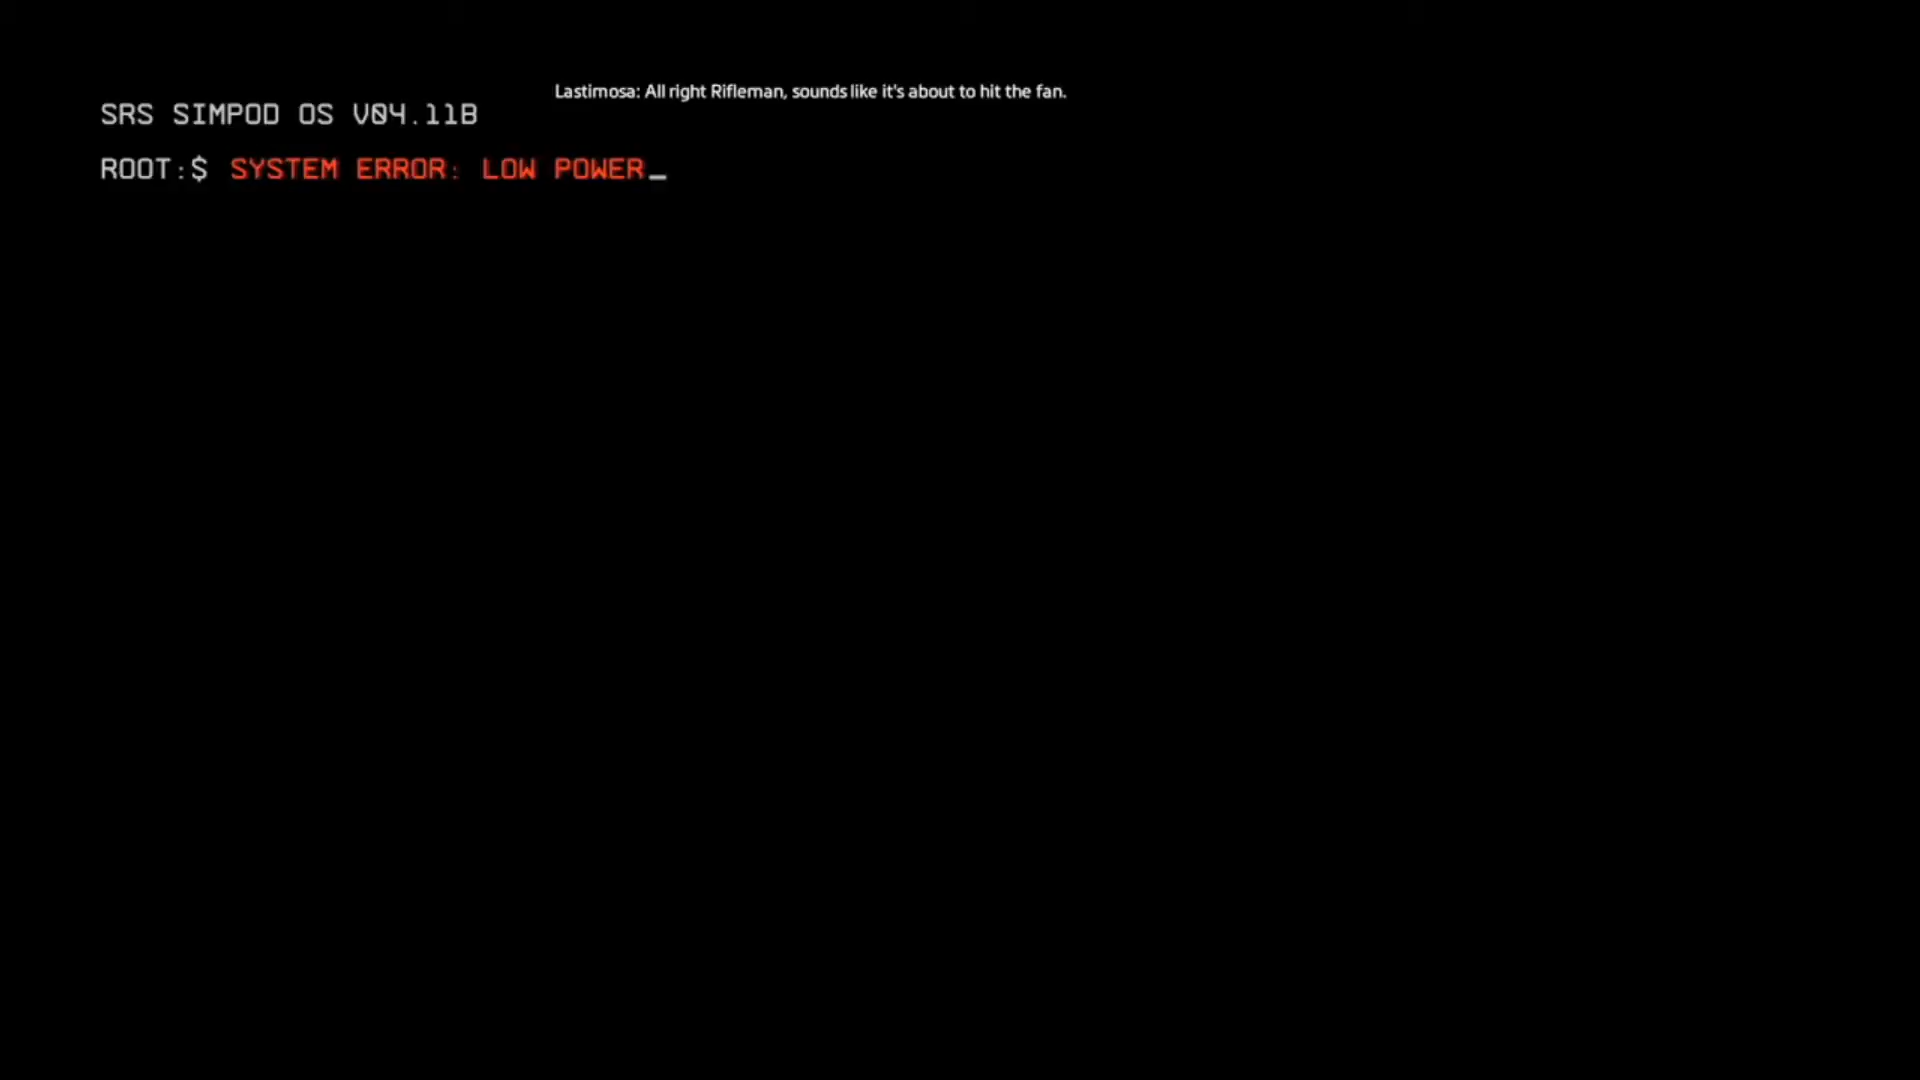 Lastimosa: All right Rifleman, sounds like it's about to hit the fan.
SRS SIMPOD OS V04.11B
ROOT:$ SYSTEM ERROR: LOW POWER_